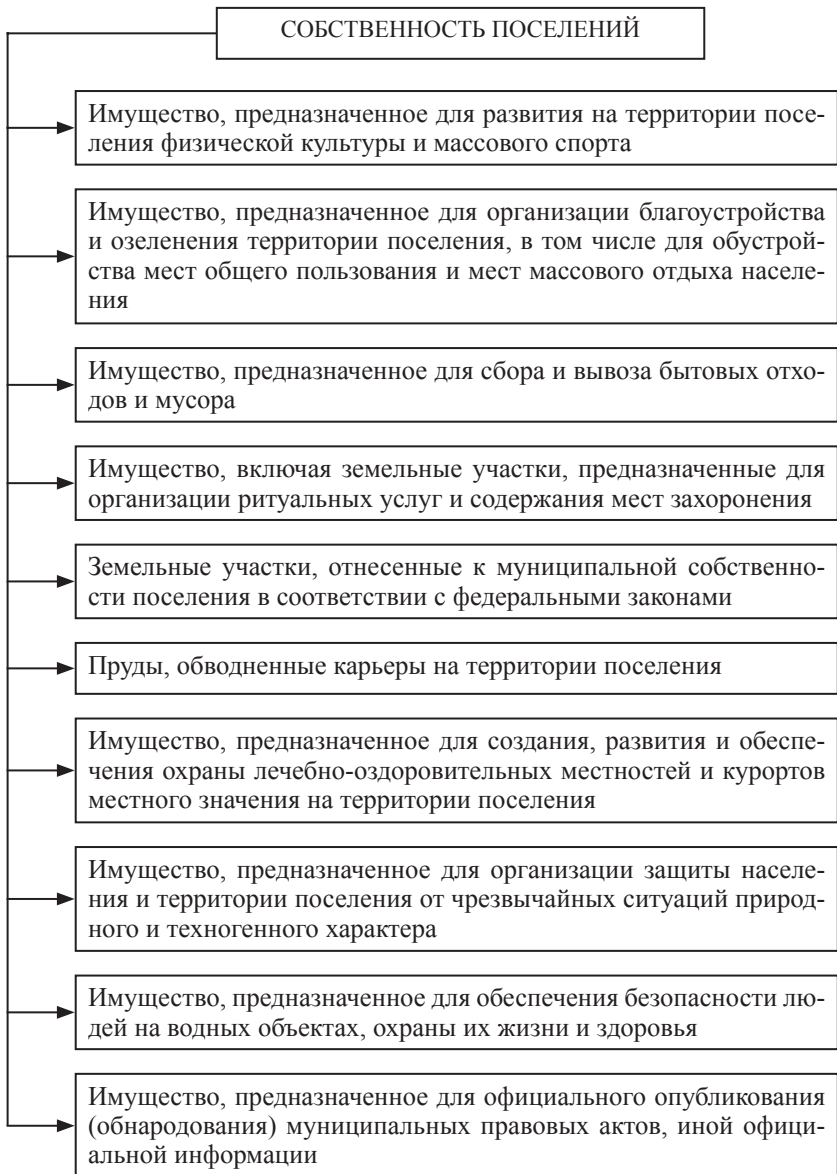 СОБСТВЕННОСТЬ ПОСЕЛЕНИЙ
Имущество, предназначенное для развития на территории посе-
ления физической культуры и массового спорта
Имущество, предназначенное для организации благоустройства
и озеленения территории поселения, в том числе для обустрой-
ства мест общего пользования и мест массового отдыха населе-
ния
Имущество, предназначенное для сбора и вывоза бытовых отхо-
дов и мусора
Имущество, включая земельные участки, предназначенные для
организации ритуальных услуг и содержания мест захоронения
Земельные участки, отнесенные к муниципальной собственно-
сти поселения в соответствии с федеральными законами
Пруды, обводненные карьеры на территории поселения
Имущество, предназначенное для создания, развития и обеспе-
чения охраны лечебно-оздоровительных местностей и курортов
местного значения на территории поселения
Имущество, предназначенное для организации защиты населе-
ния и территории поселения от чрезвычайных ситуаций природ-
ного и техногенного характера
Имущество, предназначенное для обеспечения безопасности лю-
дей на водных объектах, охраны их жизни и здоровья
Имущество, предназначенное для официального опубликования
(обнародования) муниципальных правовых актов, иной офици-
альной информации